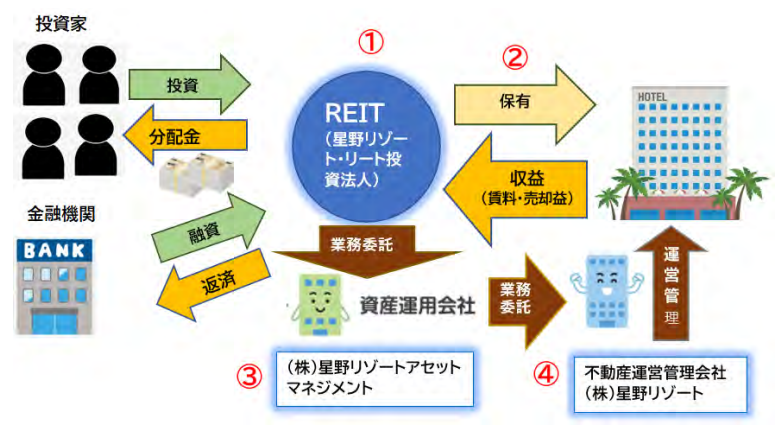 投資家
①
②
投資
REIT
(星野リゾー
ト・リート投
資法人)
保有
HOTEL
分配金
収益
(賃料・売却益)
金融機関
BANK
融資
返済
業務委託
資産運用会社
業務
委託
運営管理
③
(株)星野リゾートアセット
マネジメント
④
不動産運営管理会社
(株)星野リゾート